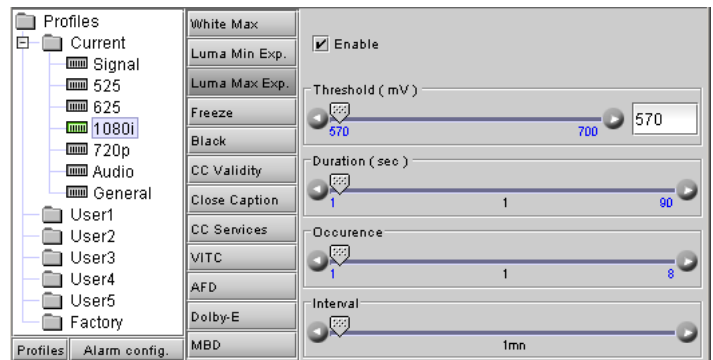 Profiles
Current
Signal
525
625
1080i
720p
Audio
General
User1
User2
User3
User4
User5
Factory
Profiles
Alarm config.
White Max
Luma Min Exp.
Luma Max Exp.
Freeze
Black
CC Validity
Close Caption
CC Services
VITC
AFD
Dolby-E
MBD
Enable
Threshold ( mV )
570 700 570
Duration ( sec )
1 1 90
Occurence
1 1 8
Interval
1mn